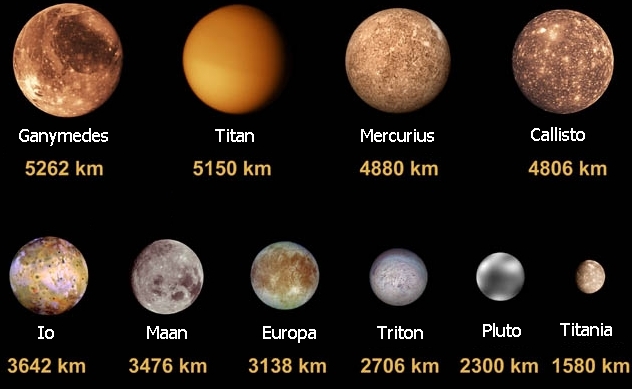 Ganymedes Titan Mercurius Callisto
5262 km 5150 km 4880 km 4806 km
Io Maan Europa Triton Pluto Titania
3642 km 3476 km 3138 km 2706 km 2300 km 1580 km